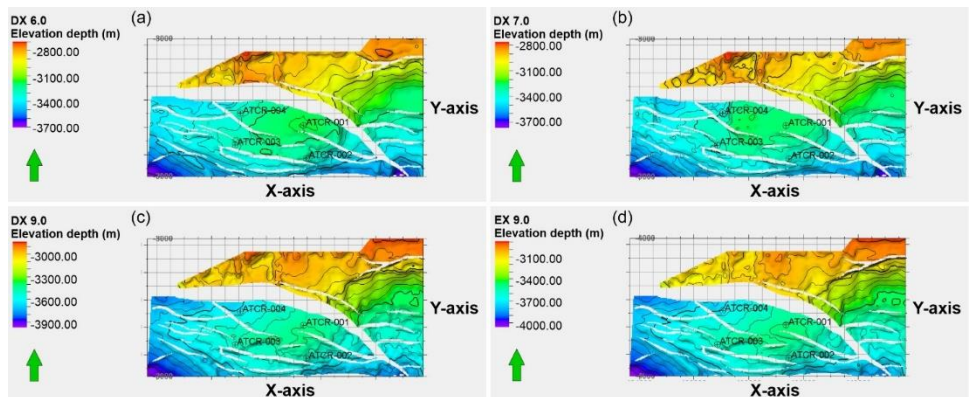 DX 6.0
Elevation depth (m)
-2800.00
-3100.00
-3400.00
-3700.00
(a)
ATCR-004
ATCR-001
ATCR-003
ATCR-002
Y-axis
X-axis
DX 7.0
Elevation depth (m)
-2800.00
-3100.00
-3400.00
-3700.00
(b)
ATCR-004
ATCR-001
ATCR-003
ATCR-002
Y-axis
X-axis
DX 9.0
Elevation depth (m)
-3000.00
-3300.00
-3600.00
-3900.00
(c)
ATCR-004
ATCR-001
ATCR-003
ATCR-002
Y-axis
X-axis
EX 9.0
Elevation depth (m)
-3100.00
-3400.00
-3700.00
-4000.00
(d)
-4000
ATCR-004
ATCR-001
ATCR-003
ATCR-002
Y-axis
X-axis